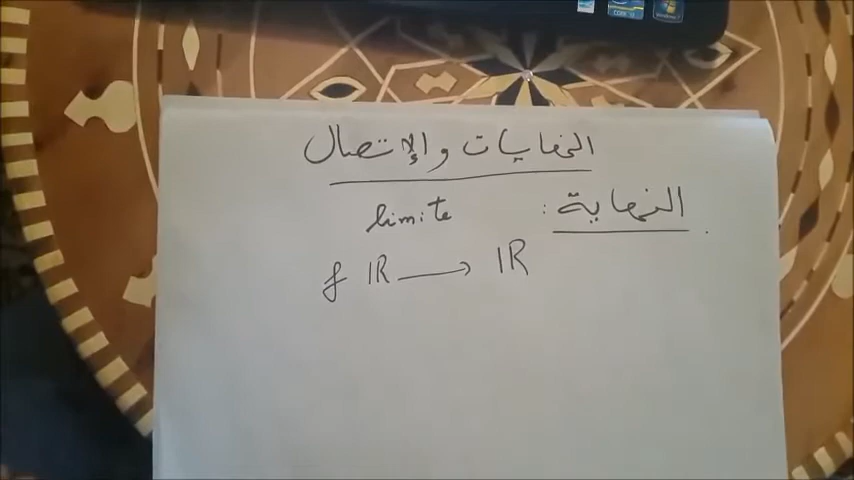 النهايات والإتصال
النهاية :
limite
f IR → IR